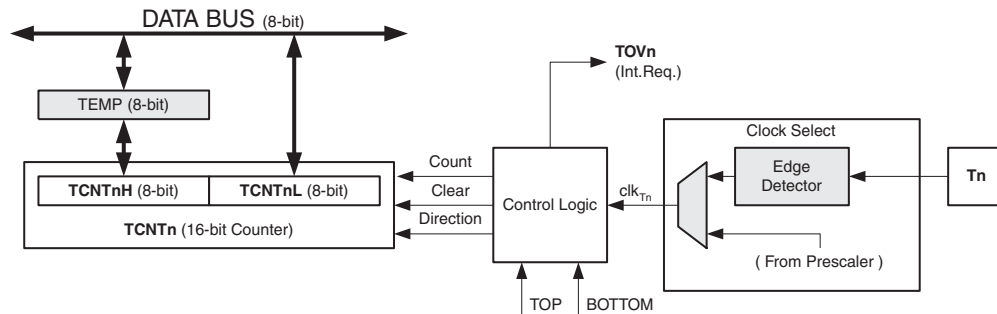 DATA BUS (8-bit)
TOVn
(Int.Req.)
TEMP (8-bit)
Clock Select
Count
Edge
Detector
Tn
TCNTnH (8-bit)
TCNTnL (8-bit)
Clear
Control Logic
clkTn
TCNTn (16-bit Counter)
Direction
( From Prescaler )
TOP
BOTTOM